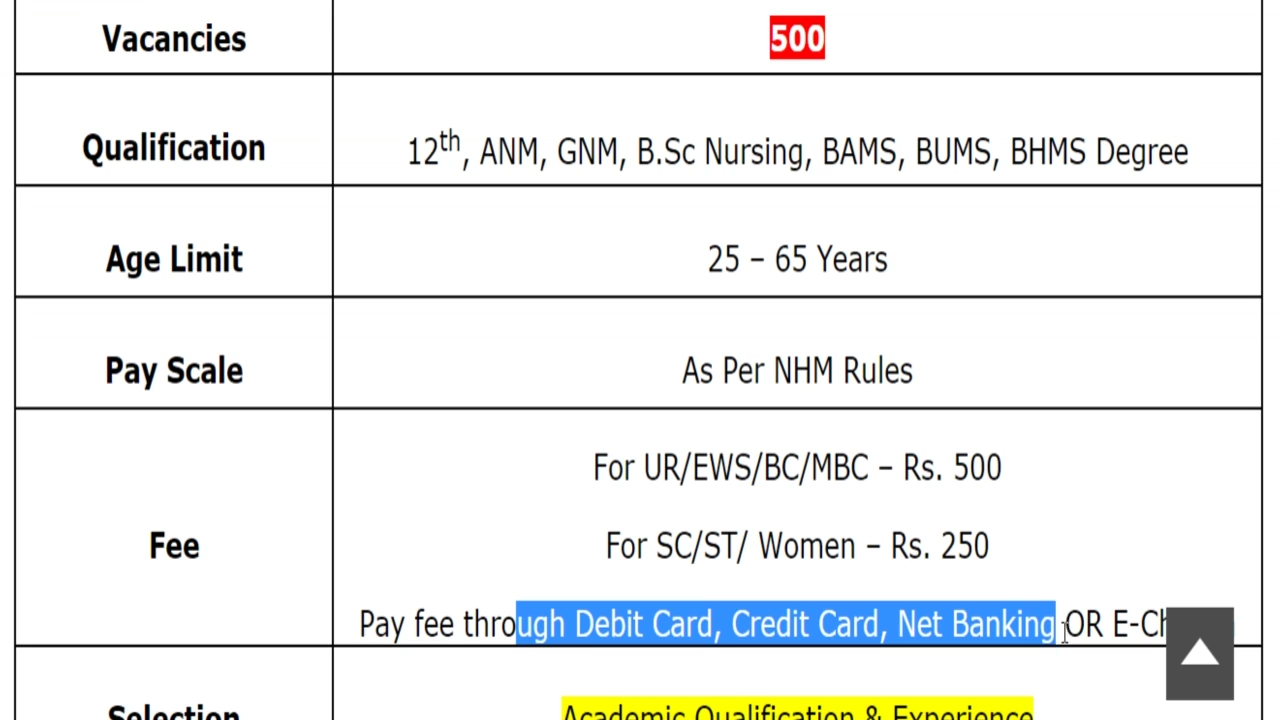 Vacancies 500
Qualification 12th, ANM, GNM, B.Sc Nursing, BAMS, BUMS, BHMS Degree
Age Limit 25 – 65 Years
Pay Scale As Per NHM Rules
For UR/EWS/BC/MBC – Rs. 500
Fee For SC/ST/ Women – Rs. 250
Pay fee through Debit Card, Credit Card, Net Banking OR
Selection Academic Qualification & Experience